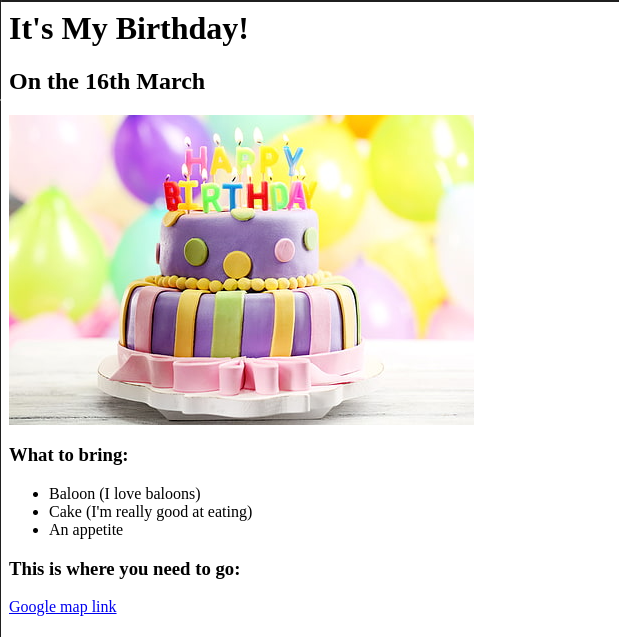 It's My Birthday!
On the 16th March
HAPPY
BIRTHDAY
What to bring:
Baloon (I love baloons)
Cake (I'm really good at eating)
An appetite
This is where you need to go:
Google map link